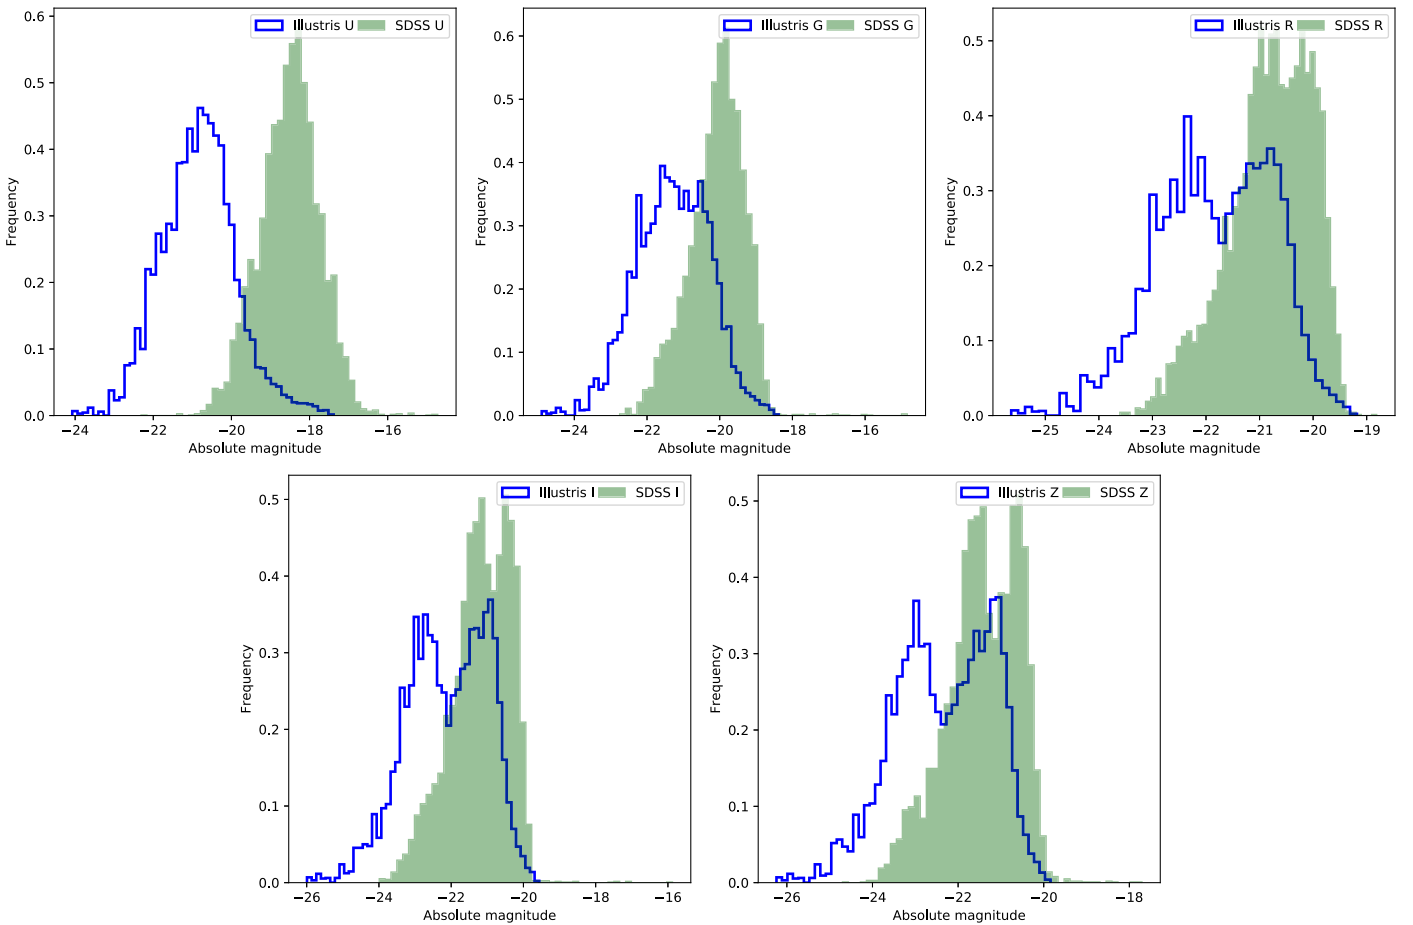 Illustris U SDSS U
0.6
0.5
0.4
0.3
0.2
0.1
0.0
Frequency
−24 −22 −20 −18 −16
Absolute magnitude
Illustris G SDSS G
0.6
0.5
0.4
0.3
0.2
0.1
0.0
Frequency
−24 −22 −20 −18 −16
Absolute magnitude
Illustris R SDSS R
0.5
0.4
0.3
0.2
0.1
0.0
Frequency
−25 −24 −23 −22 −21 −20 −19
Absolute magnitude
Illustris I SDSS I
0.5
0.4
0.3
0.2
0.1
0.0
Frequency
−26 −24 −22 −20 −18 −16
Absolute magnitude
Illustris Z SDSS Z
0.5
0.4
0.3
0.2
0.1
0.0
Frequency
−26 −24 −22 −20 −18
Absolute magnitude